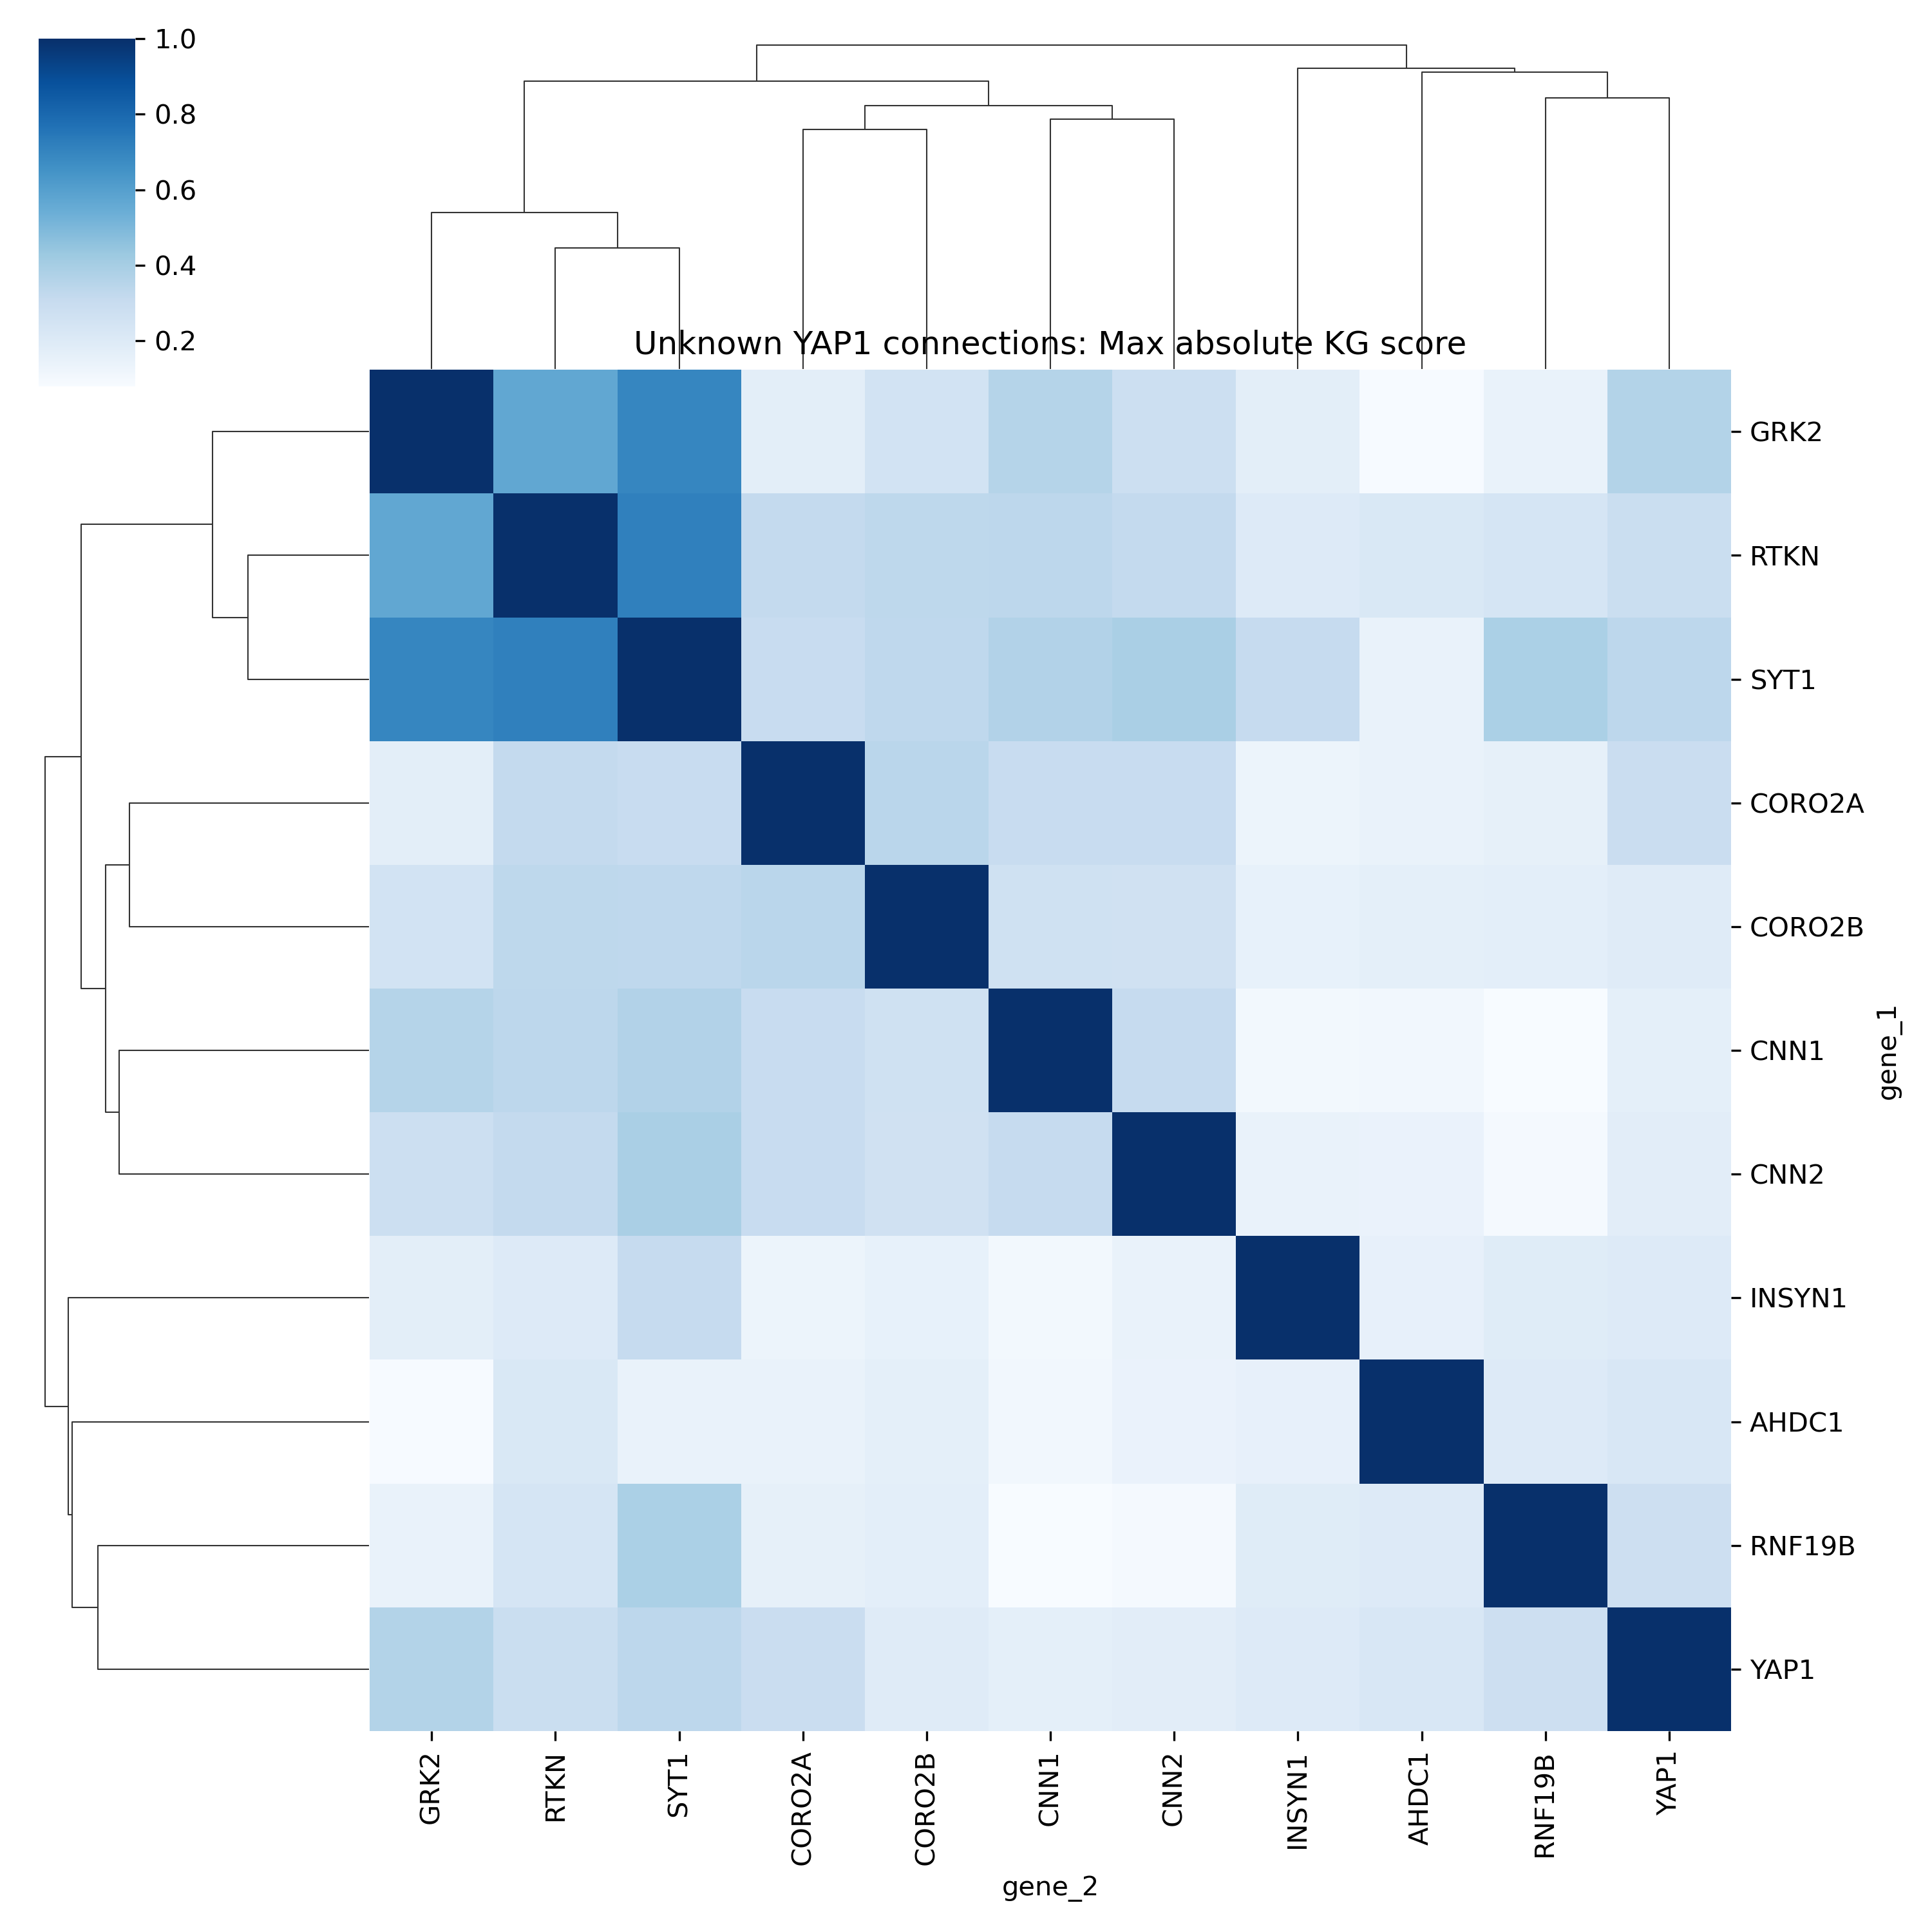 1.0
0.8
0.6
0.4
0.2
Unknown YAP1 connections: Max absolute KG score
GRK2
RTKN
SYT1
CORO2A
CORO2B
CNN1
CNN2
INSYN1
AHDC1
RNF19B
YAP1
gene_1
GRK2
RTKN
SYT1
CORO2A
CORO2B
CNN1
CNN2
INSYN1
AHDC1
RNF19B
YAP1
gene_2